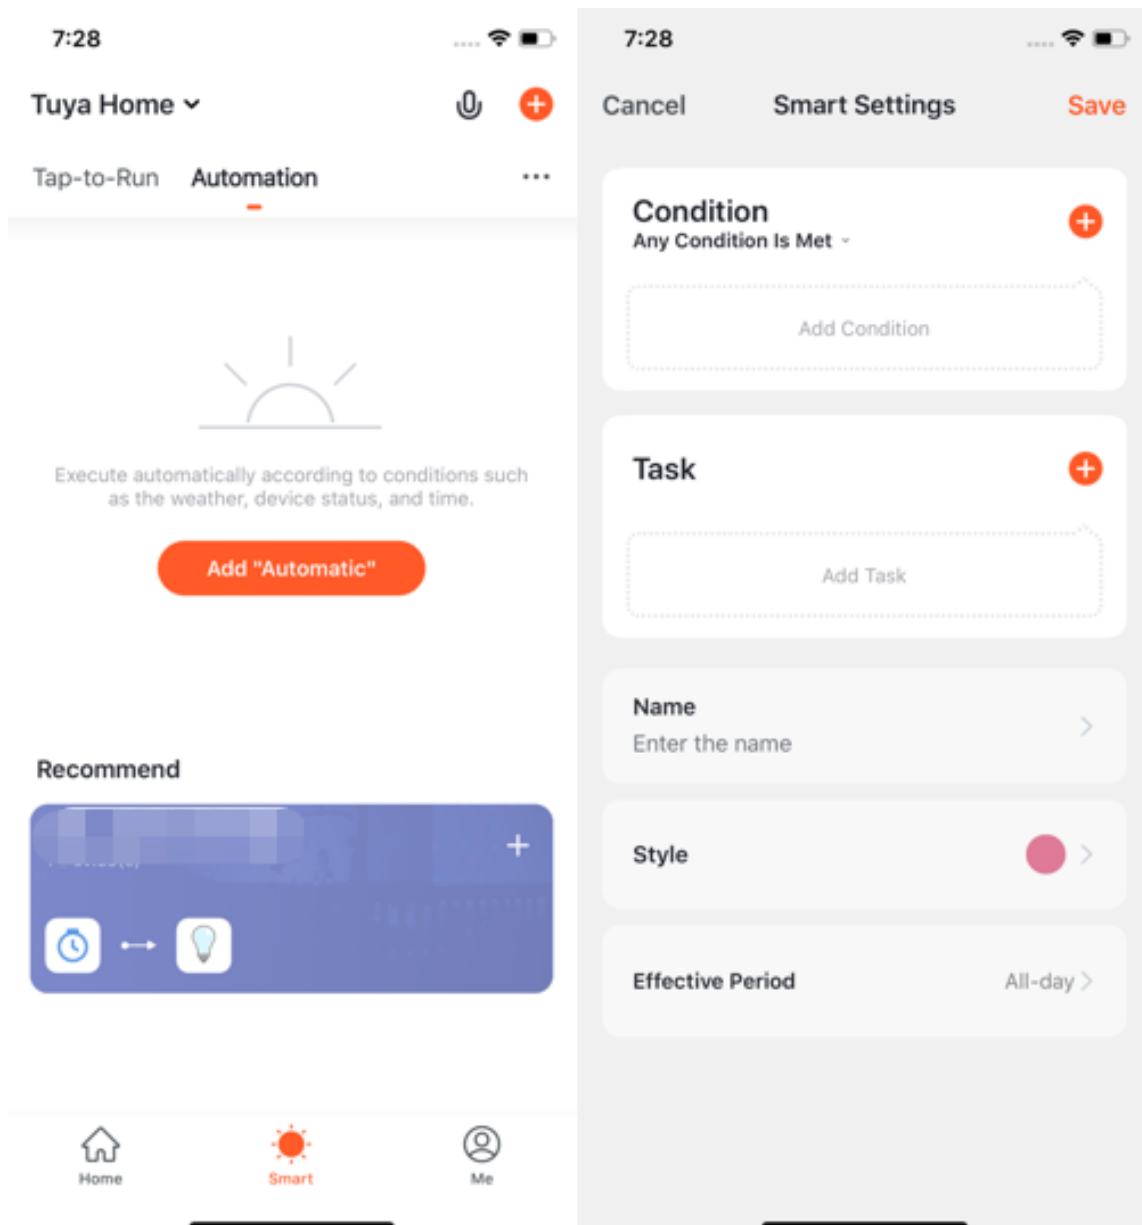 7:28
Tuya Home
Tap-to-Run Automation
Execute automatically according to conditions such
as the weather, device status, and time.
Add "Automatic"
Recommend
Home
Smart
Me
7:28
Cancel
Smart Settings
Save
Condition
Any Condition Is Met
Add Condition
Task
Add Task
Name
Enter the name
Style
Effective Period
All-day